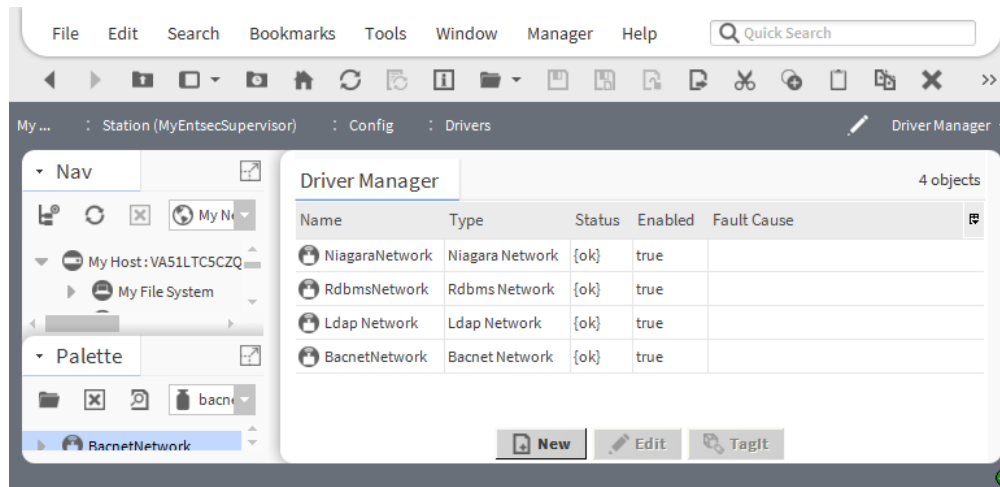 File Edit Search Bookmarks Tools Window Manager Help Quick Search
My ... : Station (MyEntsecSupervisor) : Config : Drivers Driver Manager
Nav
My Host : VA51LTC5CZQ
My File System
Palette
BacnetNetwork
Driver Manager 4 objects
Name Type Status Enabled Fault Cause
NiagaraNetwork Niagara Network {ok} true
RdbmsNetwork Rdbms Network {ok} true
Ldap Network Ldap Network {ok} true
BacnetNetwork Bacnet Network {ok} true
New Edit TagIt